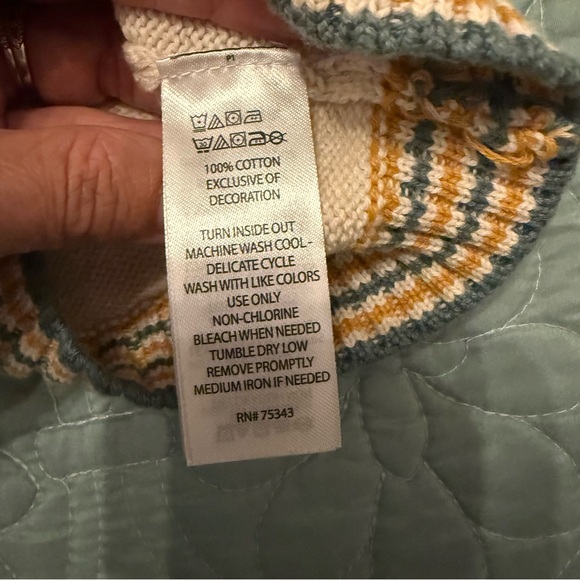 100% COTTON
EXCLUSIVE OF
DECORATION
TURN INSIDE OUT
MACHINE WASH COOL -
DELICATE CYCLE
WASH WITH LIKE COLORS
USE ONLY
NON-CHLORINE
BLEACH WHEN NEEDED
TUMBLE DRY LOW
REMOVE PROMPTLY
MEDIUM IRON IF NEEDED
RN# 75343